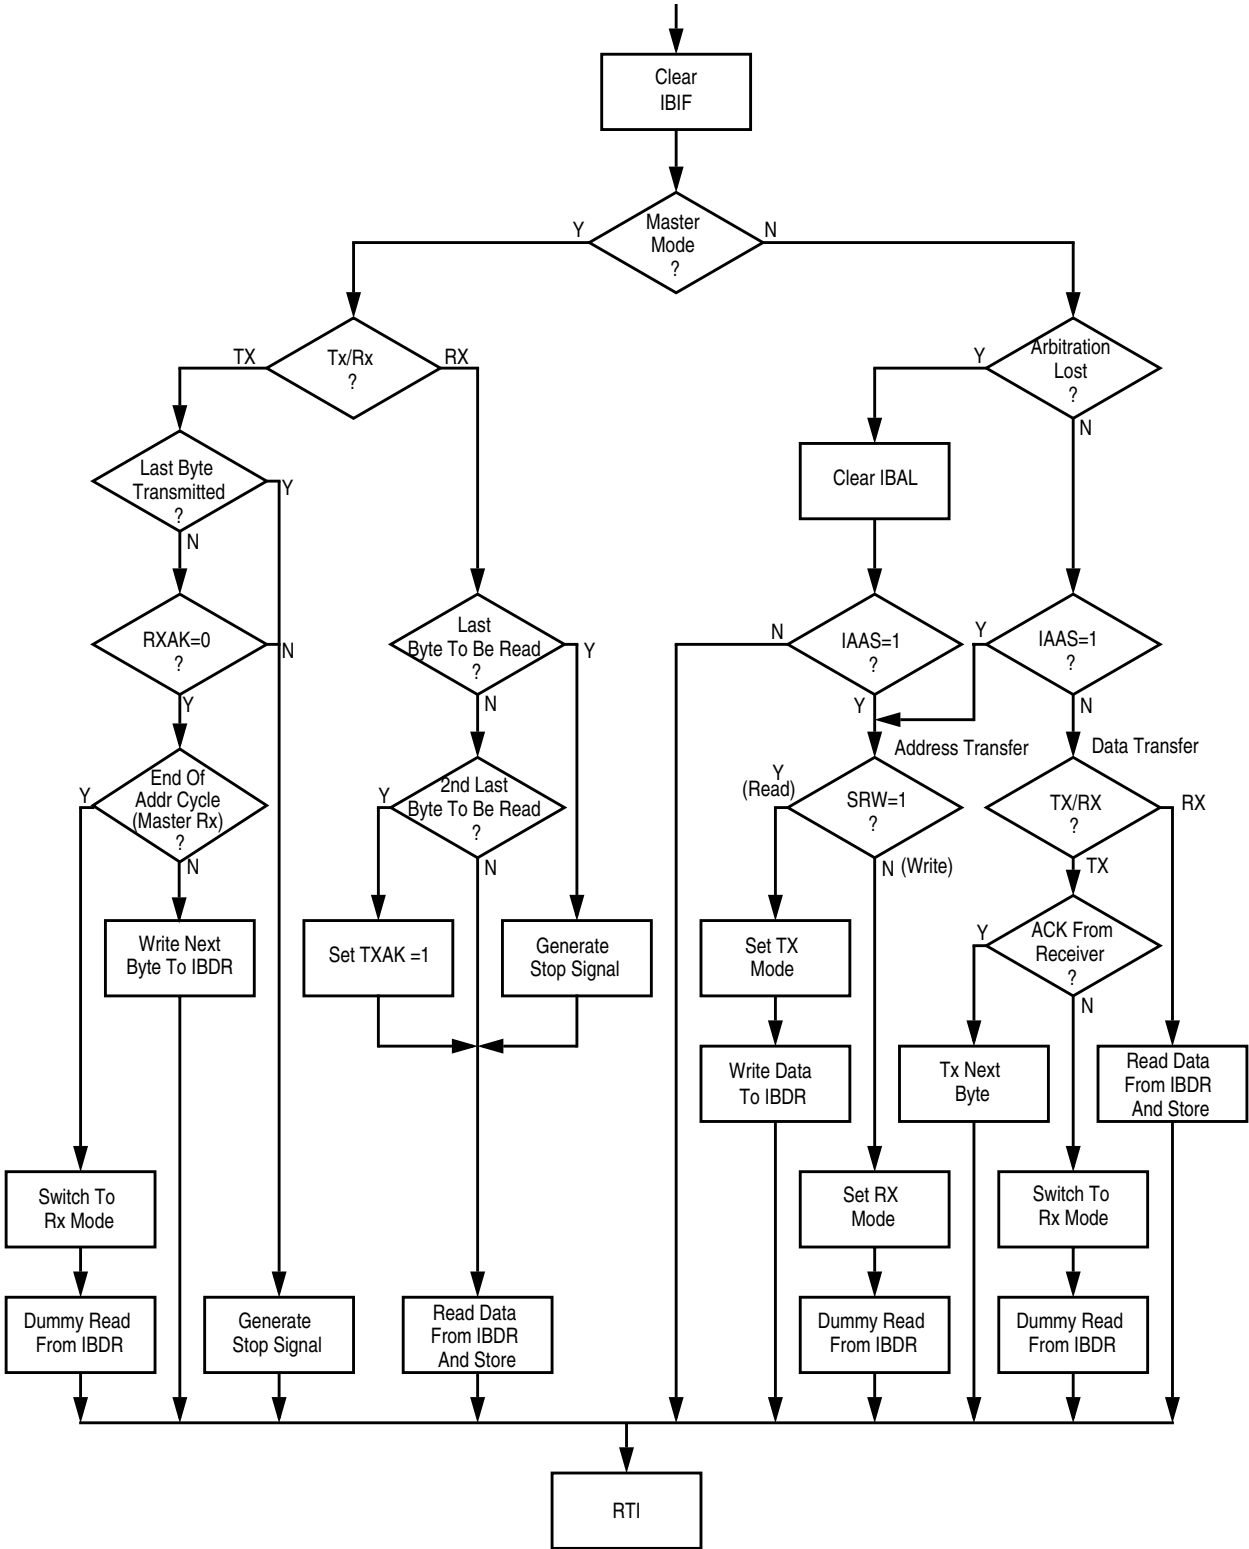 Clear
IBIF
Master
Mode
?
Y
N
Tx/Rx
?
TX
RX
Arbitration
Lost
?
Y
N
Last Byte
Transmitted
?
Y
N
Clear IBAL
RXAK=0
?
N
Y
Last
Byte To Be Read
?
Y
N
IAAS=1
?
N
Y
IAAS=1
?
Y
N
Address Transfer
Data Transfer
End Of
Addr Cycle
(Master Rx)
?
Y
N
2nd Last
Byte To Be Read
?
Y
N
SRW=1
?
Y
(Read)
N (Write)
TX/RX
?
RX
TX
Write Next
Byte To IBDR
Set TXAK =1
Generate
Stop Signal
Set TX
Mode
ACK From
Receiver
?
Y
N
Write Data
To IBDR
Tx Next
Byte
Read Data
From IBDR
And Store
Switch To
Rx Mode
Set RX
Mode
Switch To
Rx Mode
Dummy Read
From IBDR
Generate
Stop Signal
Read Data
From IBDR
And Store
Dummy Read
From IBDR
Dummy Read
From IBDR
RTI